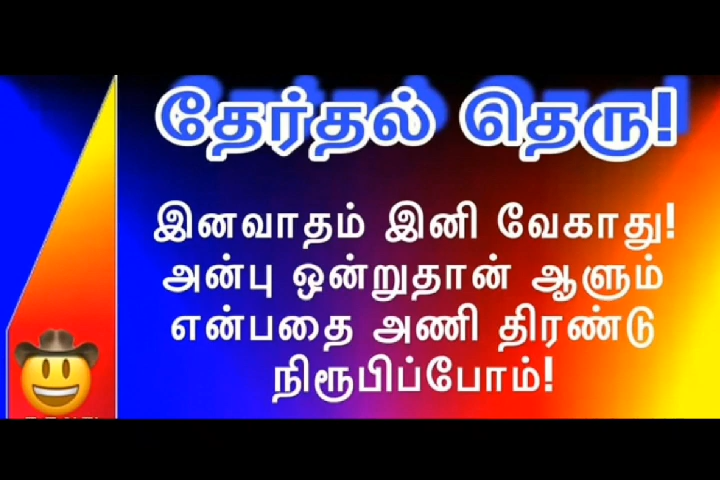 தேர்தல் தெரு!
இனவாதம் இனி வேகாது!
அன்பு ஒன்றுதான் ஆளும்
என்பதை அணி திரண்டு
நிரூபிப்போம்!